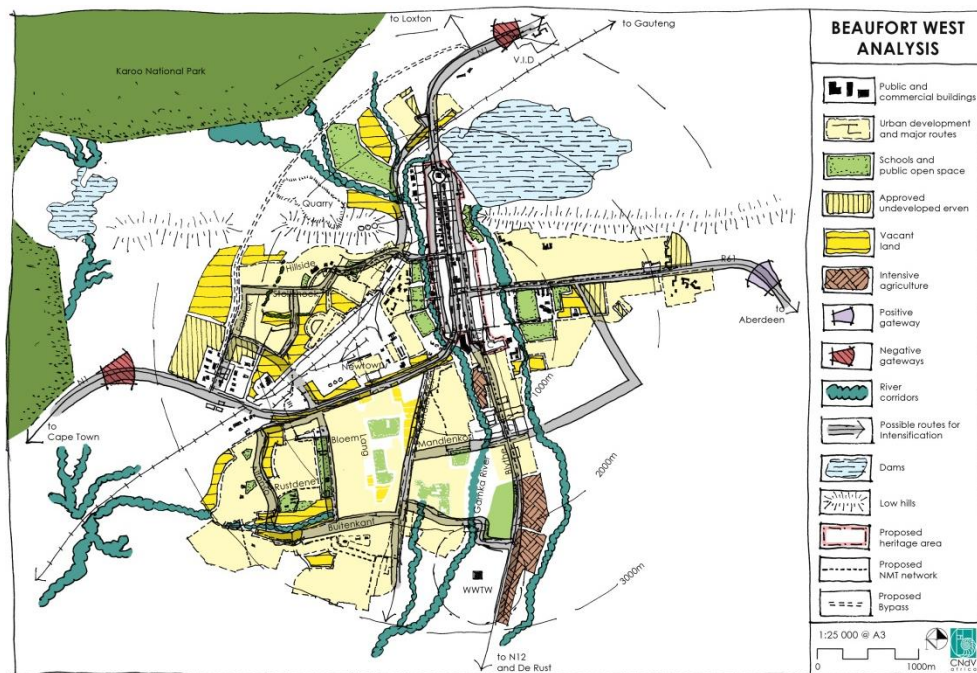 to Loxton
to Gauteng
N1
V.I.D
Karoo National Park
Quarry
Hillside
R61
to
Aberdeen
Newtown
N1
to
Cape Town
1000m
Bloem
Lang
Mandlenkosi
Blythe
2000m
Rustdene
Gamka River
Buitenkant
3000m
WWTW
to N12
and De Rust
BEAUFORT WEST
ANALYSIS
Public and
commercial buildings
Urban development
and major routes
Schools and
public open space
Approved
undeveloped erven
Vacant
land
Intensive
agriculture
Positive
gateway
Negative
gateways
River
corridors
Possible routes for
Intensification
Dams
Low hills
Proposed
heritage area
Proposed
NMT network
Proposed
Bypass
1:25 000 @ A3
0
1000m
CNdV
africa